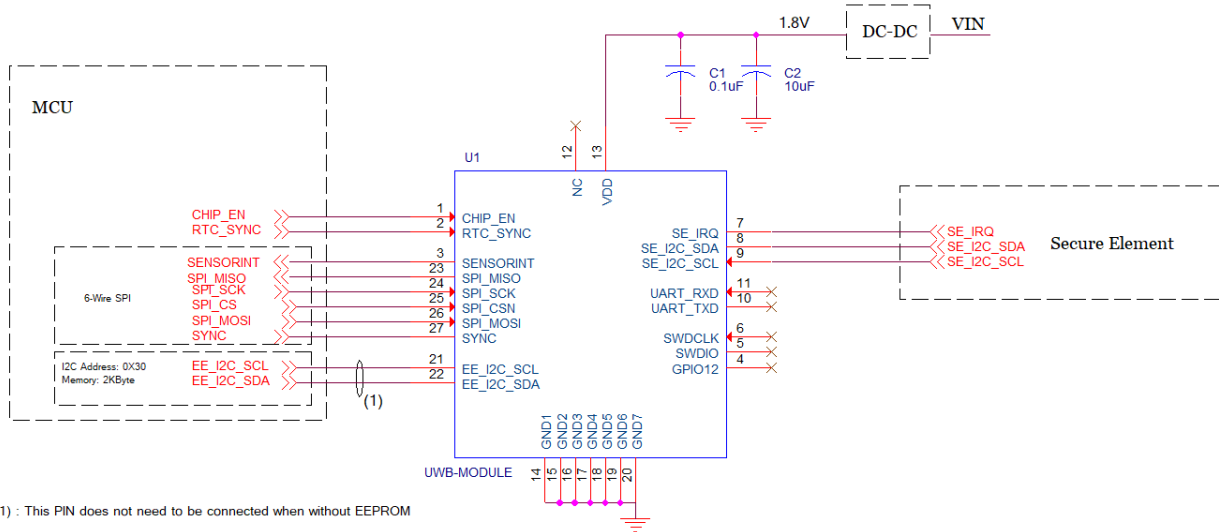 1.8V
DC-DC
VIN
C1
0.1uF
C2
10uF
MCU
U1
12
13
NC
VDD
CHIP_EN
RTC_SYNC
1
2
CHIP_EN
RTC_SYNC
6-Wire SPI
SENSORINT
SPI_MISO
SPI_SCK
SPI_CS
SPI_MOSI
SYNC
3
23
24
25
26
27
SENSORINT
SPI_MISO
SPI_SCK
SPI_CSN
SPI_MOSI
SYNC
I2C Address: 0X30
Memory: 2KByte
EE_I2C_SCL
EE_I2C_SDA
(1)
21
22
EE_I2C_SCL
EE_I2C_SDA
SE_IRQ
SE_I2C_SDA
SE_I2C_SCL
7
8
9
SE_IRQ
SE_I2C_SDA
SE_I2C_SCL
Secure Element
UART_RXD
UART_TXD
11
10
SWDCLK
SWDIO
GPIO12
6
5
4
GND1
GND2
GND3
GND4
GND5
GND6
GND7
UWB-MODULE
14
15
16
17
18
19
20
1) : This PIN does not need to be connected when without EEPROM